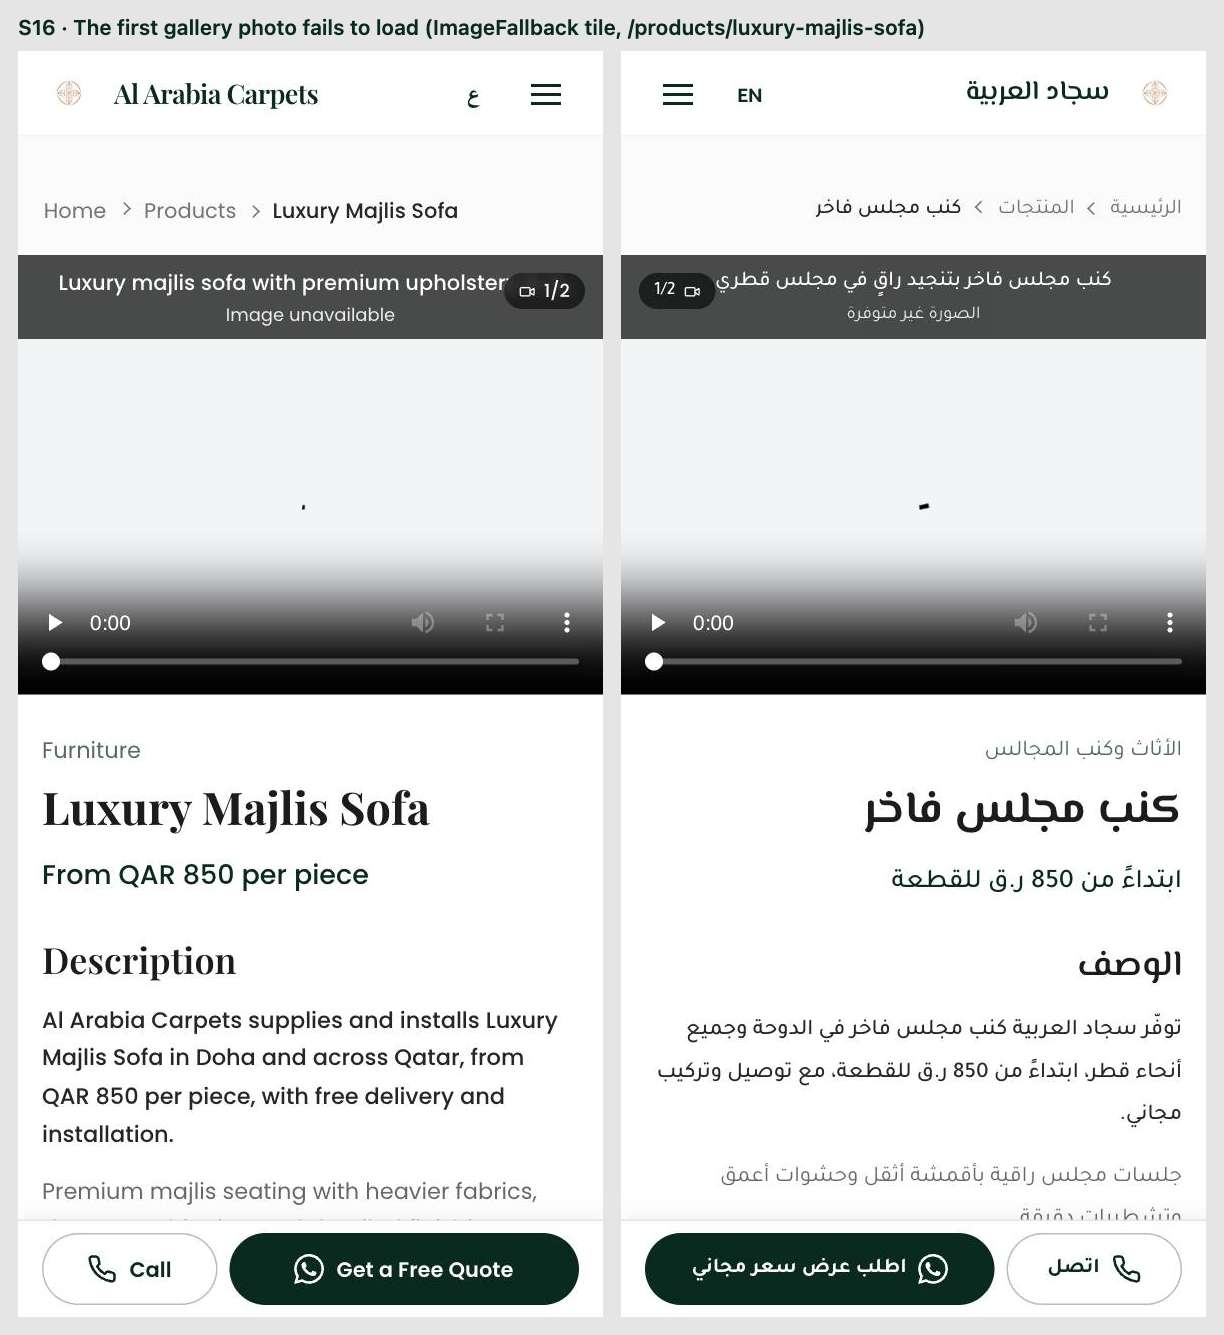 S16 · The first gallery photo fails to load (ImageFallback tile, /products/luxury-majlis-sofa)
Al Arabia Carpets
ع
Home > Products > Luxury Majlis Sofa
Luxury majlis sofa with premium upholster
1/2
Image unavailable
0:00
Furniture
Luxury Majlis Sofa
From QAR 850 per piece
Description
Al Arabia Carpets supplies and installs Luxury
Majlis Sofa in Doha and across Qatar, from
QAR 850 per piece, with free delivery and
installation.
Premium majlis seating with heavier fabrics,
Call
Get a Free Quote
سجاد العربية
EN
الرئيسية > المنتجات > كنب مجلس فاخر
كنب مجلس فاخر بتنجيد راقٍ في مجلس قطري
1/2
الصورة غير متوفرة
0:00
الأثاث وكنب المجالس
كنب مجلس فاخر
ابتداءً من 850 ر.ق للقطعة
الوصف
توفّر سجاد العربية كنب مجلس فاخر في الدوحة وجميع
أنحاء قطر، ابتداءً من 850 ر.ق للقطعة، مع توصيل وتركيب
مجاني.
جلسات مجلس راقية بأقمشة أثقل وحشوات أعمق
وتشطيبات دقيقة
اتصل
اطلب عرض سعر مجاني